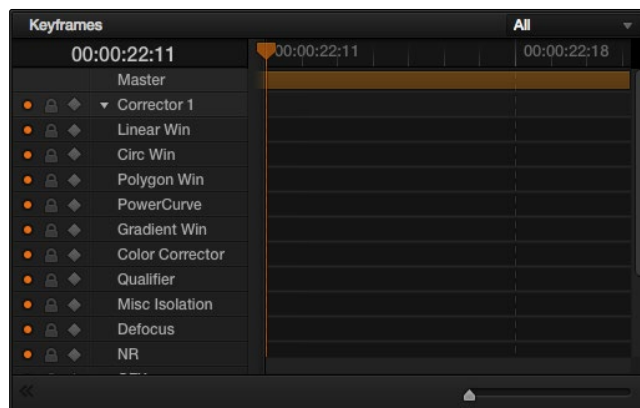 Keyframes All
00:00:22:11 00:00:22:11 00:00:22:18
Master
Corrector 1
Linear Win
Circ Win
Polygon Win
PowerCurve
Gradient Win
Color Corrector
Qualifier
Misc Isolation
Defocus
NR